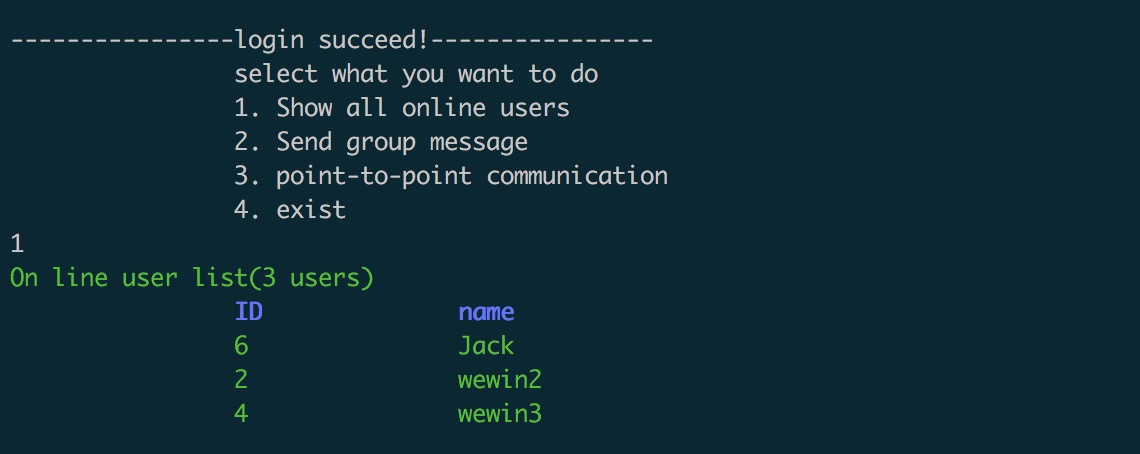 ----------------login succeed!----------------
select what you want to do
1. Show all online users
2. Send group message
3. point-to-point communication
4. exist
1
On line user list(3 users)
ID name
6 Jack
2 wewin2
4 wewin3